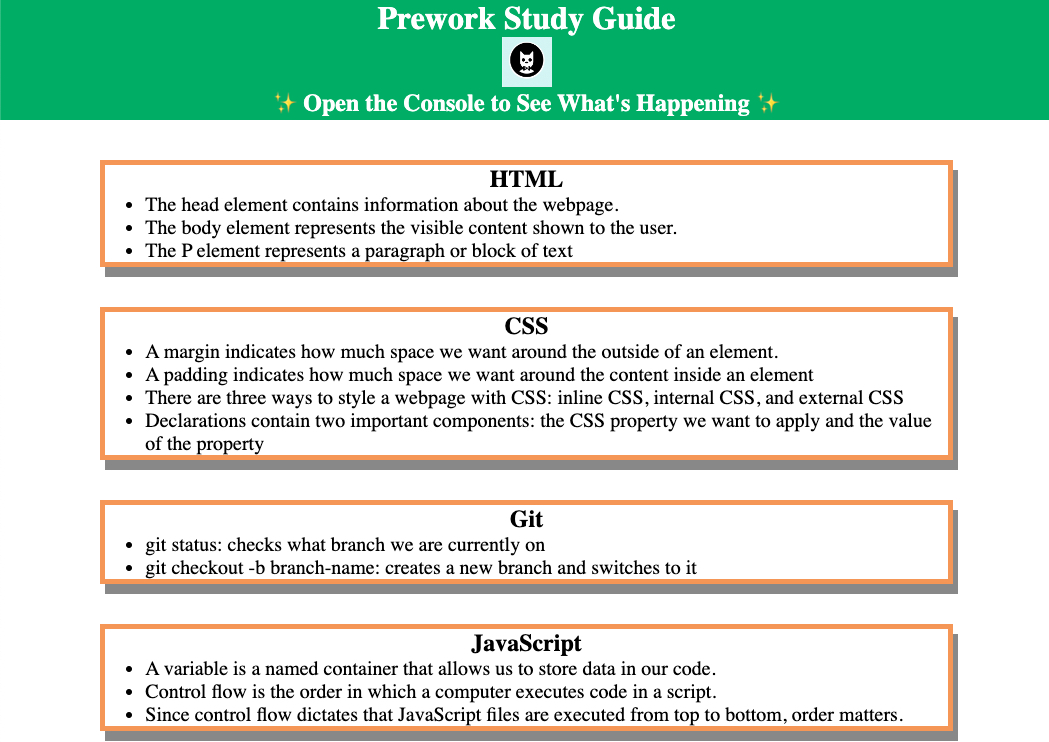 Prework Study Guide
✨ Open the Console to See What's Happening ✨
HTML
• The head element contains information about the webpage.
• The body element represents the visible content shown to the user.
• The P element represents a paragraph or block of text
CSS
• A margin indicates how much space we want around the outside of an element.
• A padding indicates how much space we want around the content inside an element
• There are three ways to style a webpage with CSS: inline CSS, internal CSS, and external CSS
• Declarations contain two important components: the CSS property we want to apply and the value
of the property
Git
• git status: checks what branch we are currently on
• git checkout -b branch-name: creates a new branch and switches to it
JavaScript
• A variable is a named container that allows us to store data in our code.
• Control flow is the order in which a computer executes code in a script.
• Since control flow dictates that JavaScript files are executed from top to bottom, order matters.